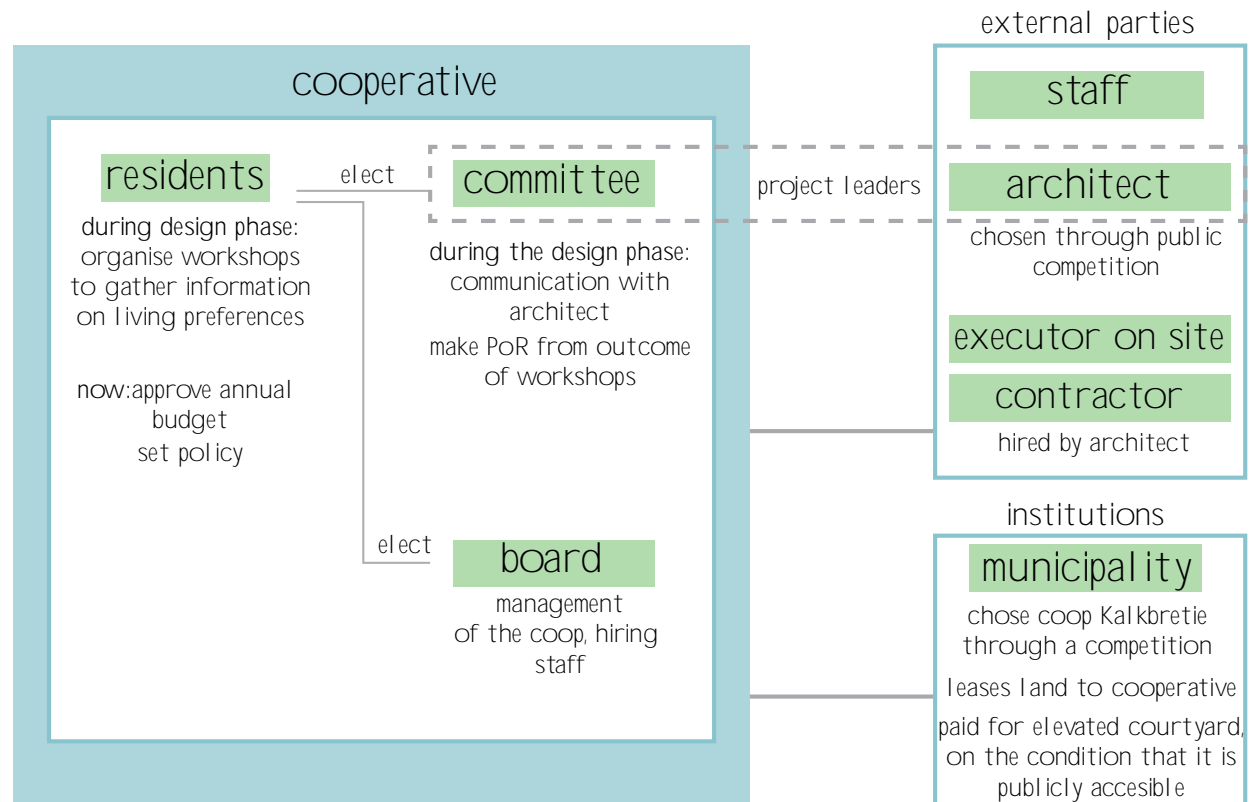 cooperative
residents
elect
during design phase:
organise workshops
to gather information
on living preferences
now:approve annual
budget
set policy
committee
during the design phase:
communication with
architect
make PoR from outcome
of workshops
elect
board
management
of the coop, hiring
staff
project leaders
external parties
staff
architect
chosen through public
competition
executor on site
contractor
hired by architect
institutions
municipality
chose coop Kalkbretie
through a competition
leases land to cooperative
paid for elevated courtyard,
on the condition that it is
publicly accesible